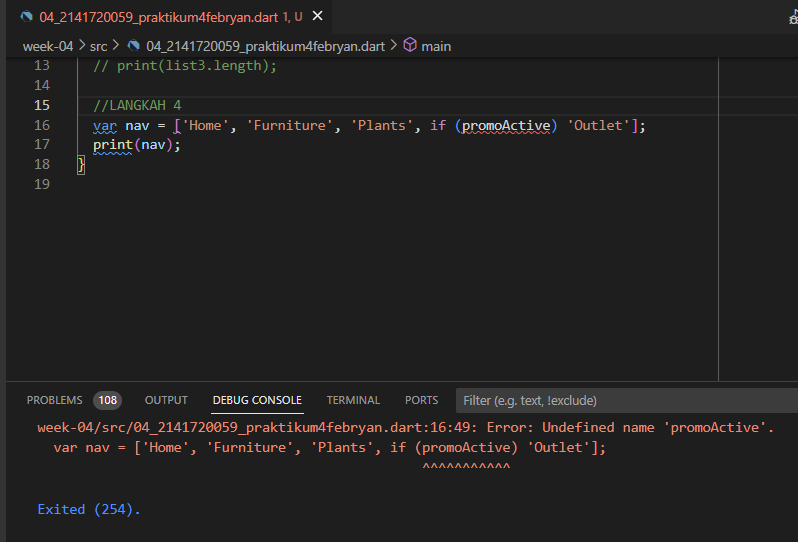 04_2141720059_praktikum4febryan.dart 1, U
week-04 > src > 04_2141720059_praktikum4febryan.dart > main
13 // print(list3.length);
14
15 //LANGKAH 4
16 var nav = ['Home', 'Furniture', 'Plants', if (promoActive) 'Outlet'];
17 print(nav);
18 }
19
PROBLEMS 108 OUTPUT DEBUG CONSOLE TERMINAL PORTS Filter (e.g. text, !exclude)
week-04/src/04_2141720059_praktikum4febryan.dart:16:49: Error: Undefined name 'promoActive'.
var nav = ['Home', 'Furniture', 'Plants', if (promoActive) 'Outlet'];
^^^^^^^^^^^
Exited (254).